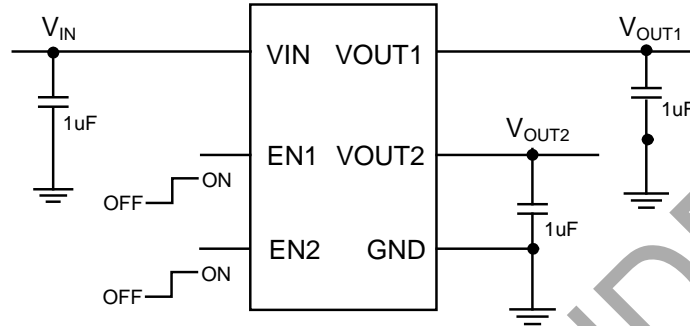 VIN
VOUT1
VIN VOUT1
1uF
1uF
VOUT2
EN1 VOUT2
ON
OFF
1uF
EN2 GND
ON
OFF